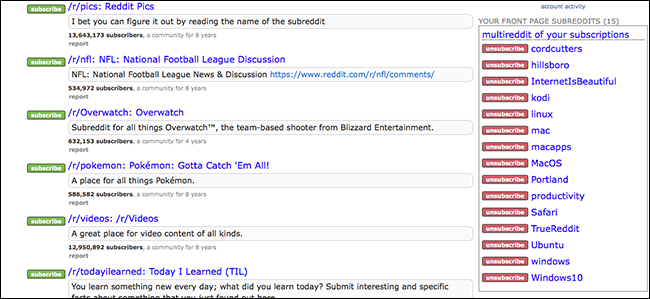 subscribe /r/pics: Reddit Pics
I bet you can figure it out by reading the name of the subreddit
13,643,173 subscribers, a community for 8 years
report
subscribe /r/nfl: NFL: National Football League Discussion
NFL: National Football League News & Discussion https://www.reddit.com/r/nfl/comments/
534,972 subscribers, a community for 8 years
report
subscribe /r/Overwatch: Overwatch
Subreddit for all things Overwatch™, the team-based shooter from Blizzard Entertainment.
632,153 subscribers, a community for 4 years
report
subscribe /r/pokemon: Pokémon: Gotta Catch 'Em All!
A place for all things Pokémon.
586,582 subscribers, a community for 8 years
report
subscribe /r/videos: /r/Videos
A great place for video content of all kinds.
12,950,892 subscribers, a community for 8 years
report
subscribe /r/todayilearned: Today I Learned (TIL)
You learn something new every day; what did you learn today? Submit interesting and specific
facts about something that you just found out here.
account activity
YOUR FRONT PAGE SUBREDDITS (15)
multireddit of your subscriptions
unsubscribe cordcutters
unsubscribe hillsboro
unsubscribe InternetIsBeautiful
unsubscribe kodi
unsubscribe linux
unsubscribe mac
unsubscribe macapps
unsubscribe MacOS
unsubscribe Portland
unsubscribe productivity
unsubscribe Safari
unsubscribe TrueReddit
unsubscribe Ubuntu
unsubscribe windows
unsubscribe Windows10